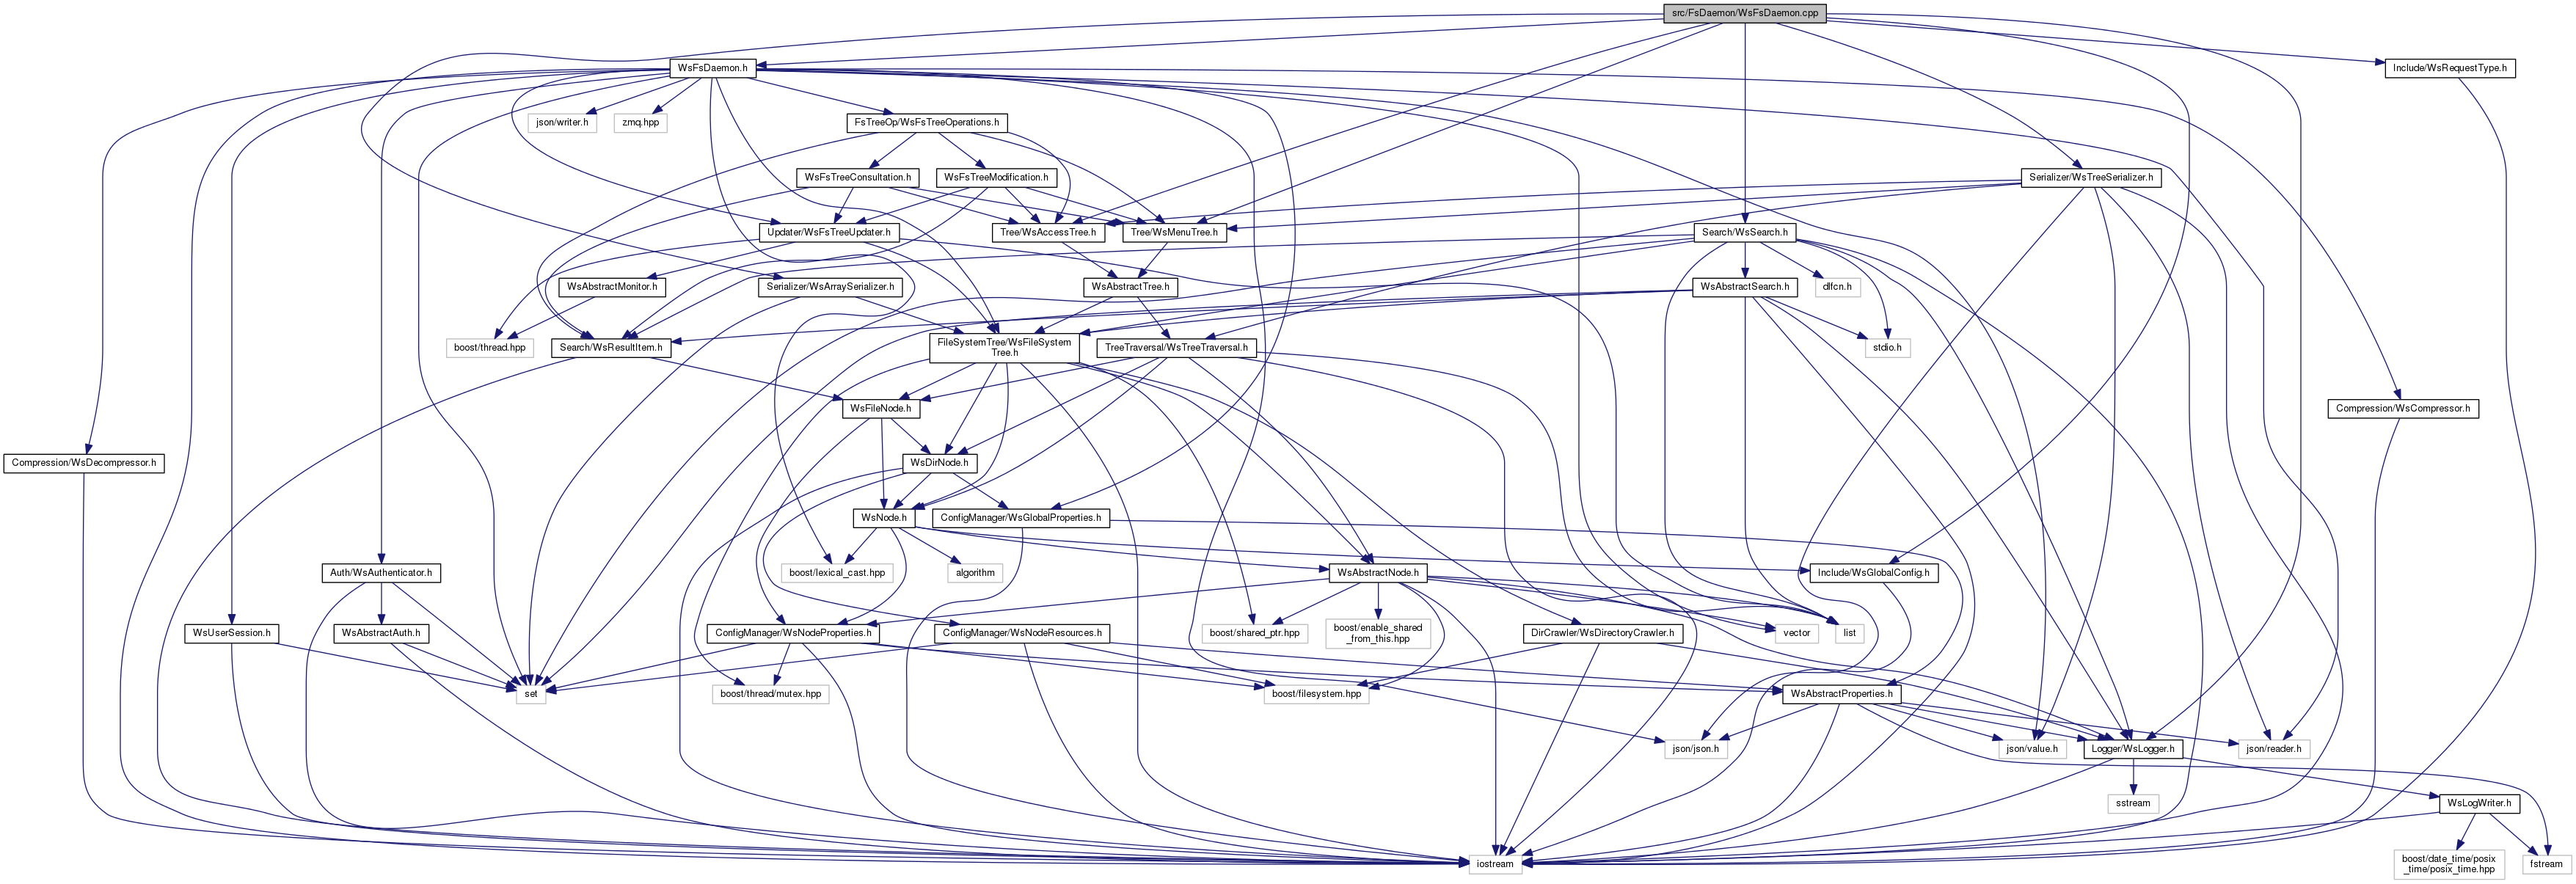 src/FsDaemon/WsFsDaemon.cpp
WsFsDaemon.h
Include/WsRequestType.h
json/writer.h
zmq.hpp
FsTreeOp/WsFsTreeOperations.h
WsFsTreeConsultation.h
WsFsTreeModification.h
Serializer/WsTreeSerializer.h
Updater/WsFsTreeUpdater.h
Tree/WsAccessTree.h
Tree/WsMenuTree.h
Search/WsSearch.h
WsAbstractMonitor.h
Serializer/WsArraySerializer.h
WsAbstractTree.h
WsAbstractSearch.h
dlfcn.h
boost/thread.hpp
Search/WsResultItem.h
FileSystemTree/WsFileSystem
Tree.h
TreeTraversal/WsTreeTraversal.h
stdio.h
WsFileNode.h
Compression/WsCompressor.h
Compression/WsDecompressor.h
WsDirNode.h
WsNode.h
ConfigManager/WsGlobalProperties.h
Auth/WsAuthenticator.h
boost/lexical_cast.hpp
algorithm
WsAbstractNode.h
Include/WsGlobalConfig.h
WsUserSession.h
WsAbstractAuth.h
ConfigManager/WsNodeProperties.h
ConfigManager/WsNodeResources.h
boost/shared_ptr.hpp
boost/enable_shared
_from_this.hpp
DirCrawler/WsDirectoryCrawler.h
vector
list
set
boost/thread/mutex.hpp
boost/filesystem.hpp
WsAbstractProperties.h
json/json.h
json/value.h
Logger/WsLogger.h
json/reader.h
sstream
WsLogWriter.h
iostream
boost/date_time/posix
_time/posix_time.hpp
fstream